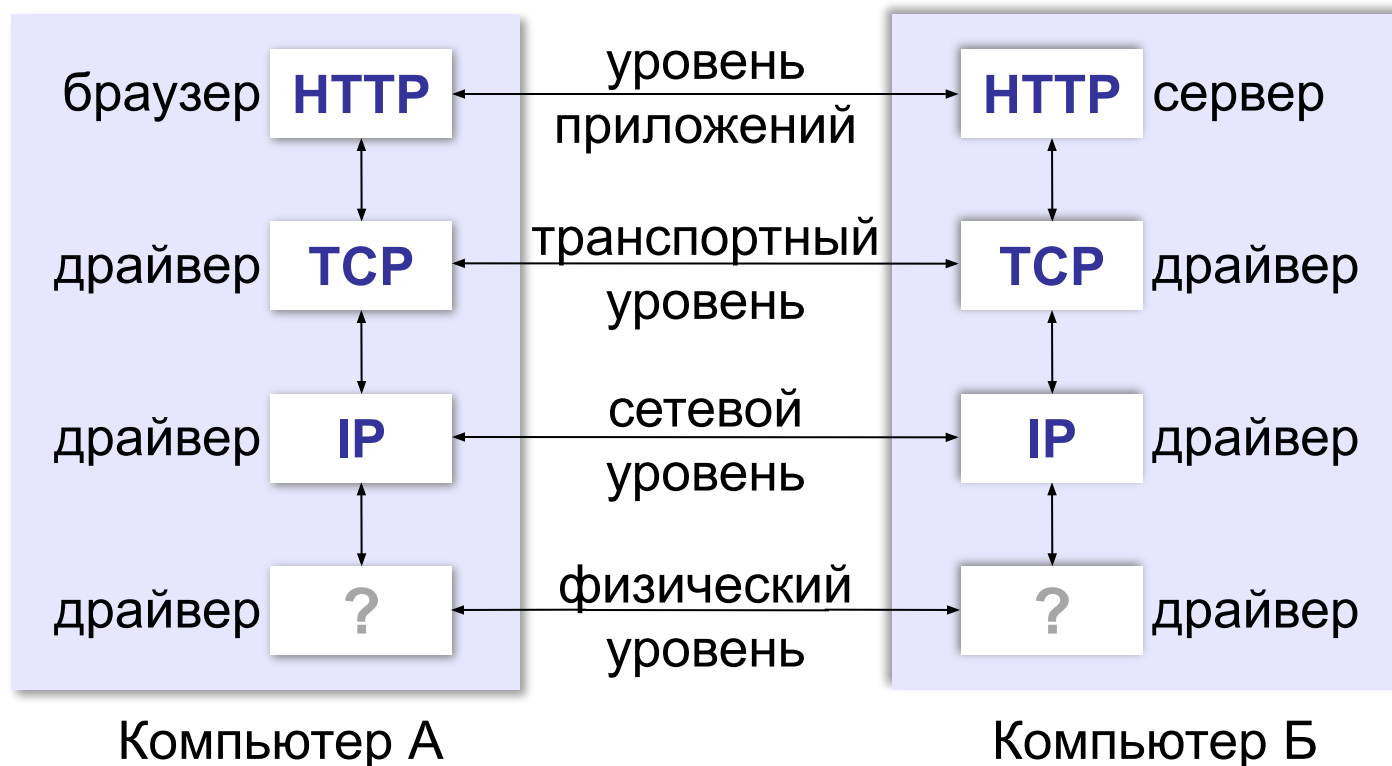 уровень
браузер HTTP HTTP сервер
приложений
транспортный
драйвер TCP TCP драйвер
уровень
сетевой
драйвер IP IP драйвер
уровень
физический
драйвер ? ? драйвер
уровень
Компьютер А Компьютер Б